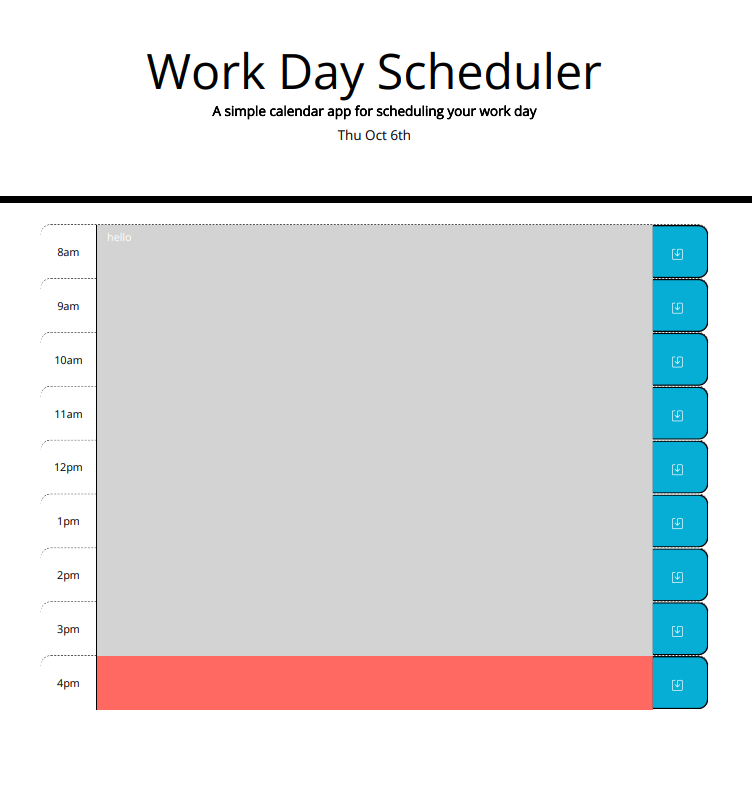 Work Day Scheduler
A simple calendar app for scheduling your work day
Thu Oct 6th
8am
hello
9am
10am
11am
12pm
1pm
2pm
3pm
4pm